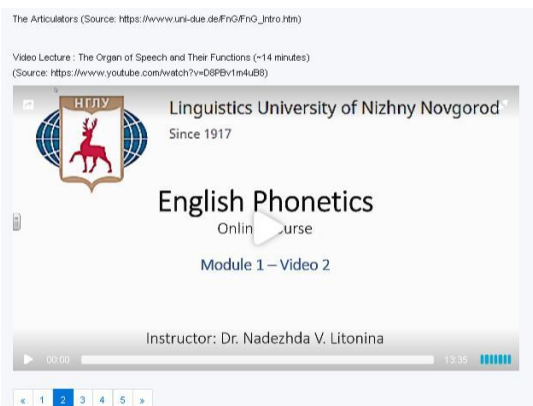 The Articulators (Source: https://www.uni-due.de/FnG/FnG_Intro.htm)
Video Lecture : The Organ of Speech and Their Functions (~14 minutes)
(Source: https://www.youtube.com/watch?v=D8PBv1m4uB8)
НГЛУ
Linguistics University of Nizhny Novgorod
Since 1917
English Phonetics
Online Course
Module 1 – Video 2
Instructor: Dr. Nadezhda V. Litonina
00:00 13:35
« 1 2 3 4 5 »